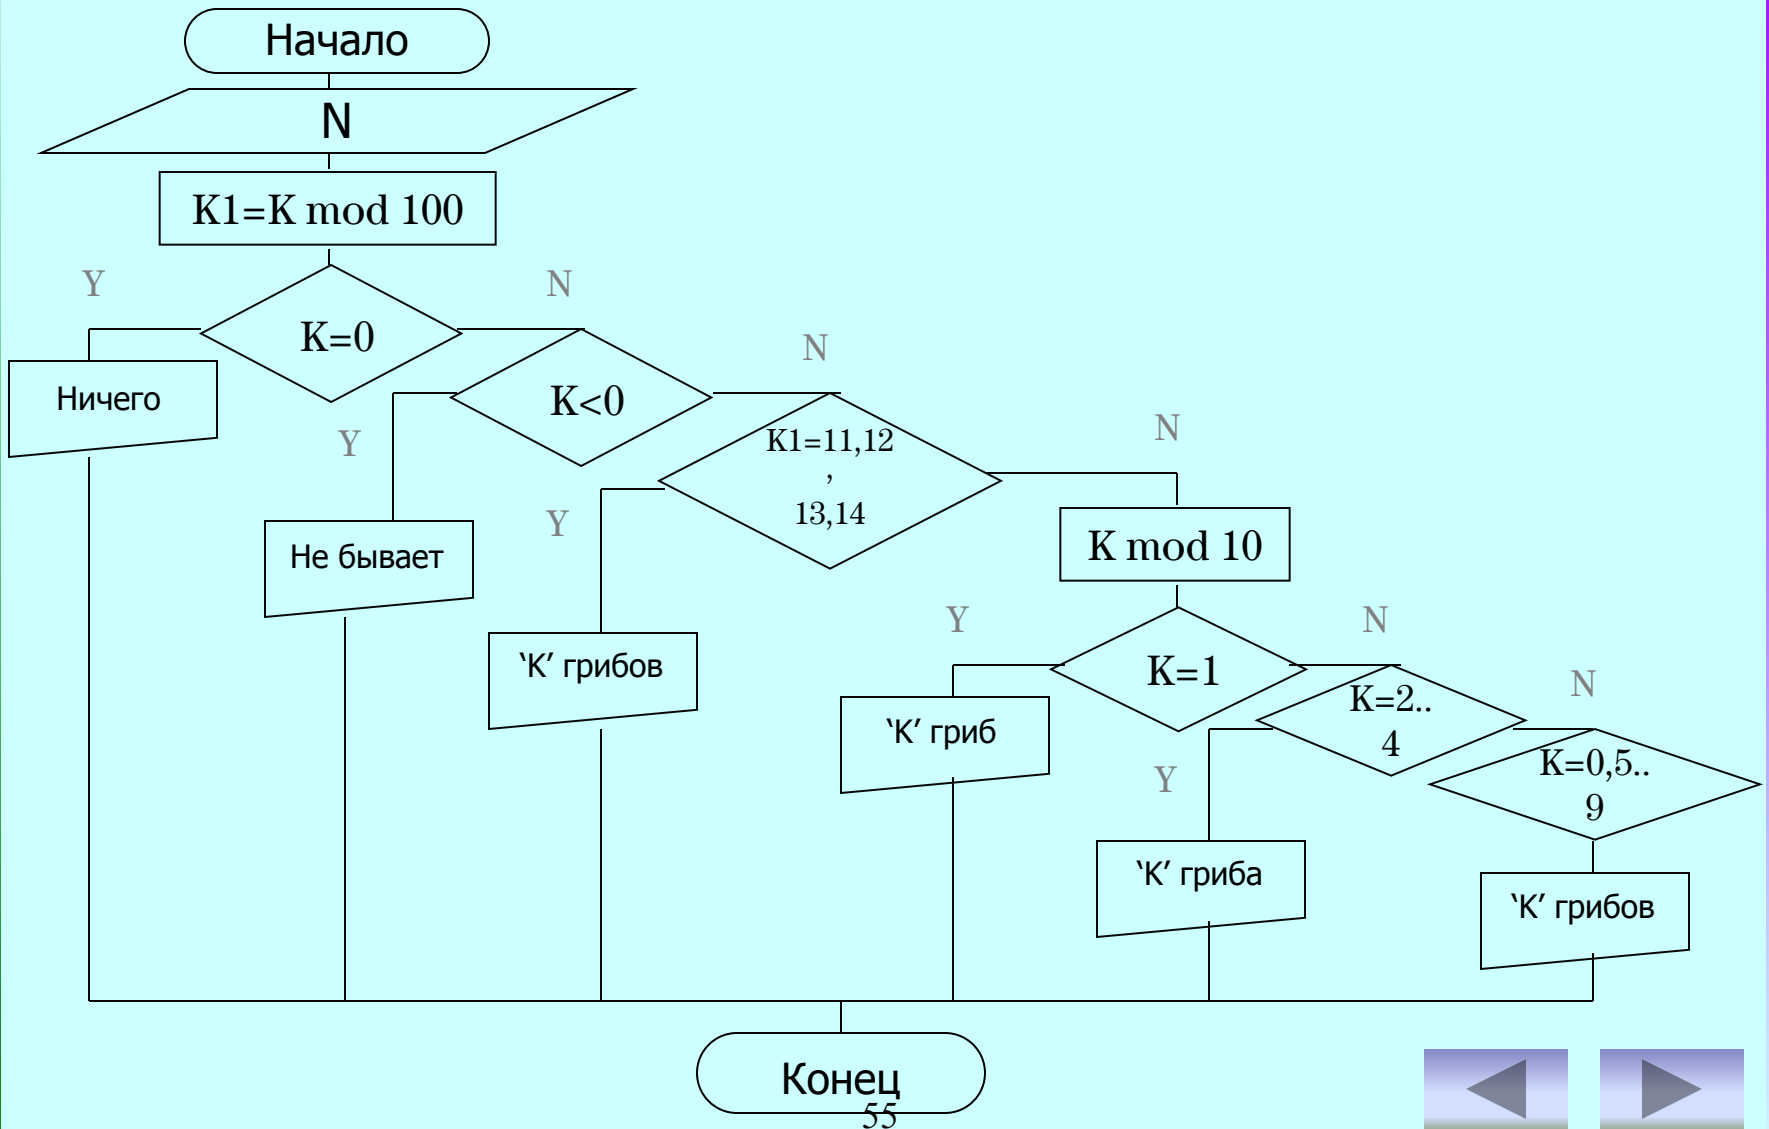 Начало
N
K1=K mod 100
Y
N
K=0
N
Ничего
K<0
Y
K1=11,12
,
13,14
N
Y
Не бывает
K mod 10
‘К’ грибов
Y
N
K=1
N
‘К’ гриб
K=2..
4
Y
K=0,5..
9
‘К’ гриба
‘К’ грибов
Конец
55